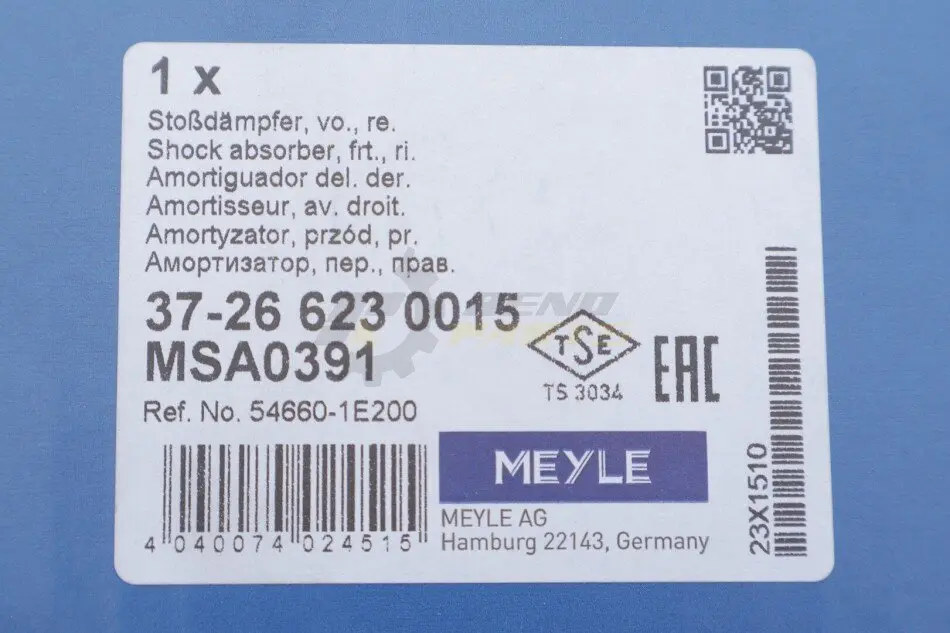 1 x
Stoßdämpfer, vo., re.
Shock absorber, frt., ri.
Amortiguador del. der.
Amortisseur, av. droit.
Amortyzator, przód, pr.
Амортизатор, пер., прав.
37-26 623 0015
MSA0391
Ref. No. 54660-1E200
TSE
TS 3034
EAC
MEYLE
MEYLE AG
Hamburg 22143, Germany
4 040074 024515
23X1510